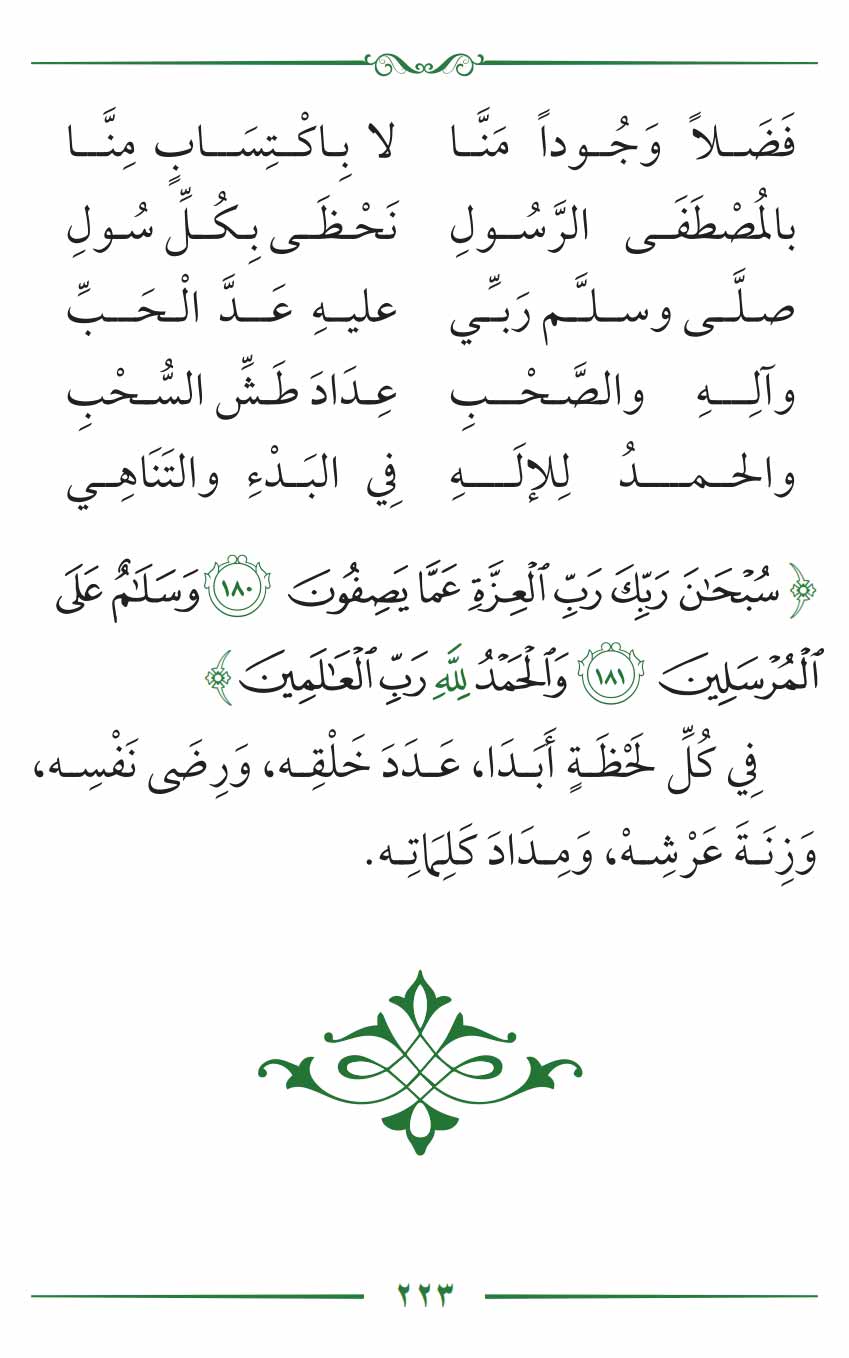 فَضَلاً وَجُوداً مَنَّا لا بِاكْتِسَابٍ مِنَّا
بالمُصْطَفَى الرَّسُولِ نَحْظَى بِكُلِّ سُولِ
صلَّى وسلَّم رَبِّي عليهِ عَدَّ الْحَبِّ
وآلِهِ والصَّحْبِ عِدَادَ طَشِّ السُّحْبِ
والحمدُ لِلإلَهِ فِي البَدْءِ والتَنَاهِي
﴿سُبْحَٰنَ رَبِّكَ رَبِّ ٱلْعِزَّةِ عَمَّا يَصِفُونَ ١٨٠ وَسَلَٰمٌ عَلَى
ٱلْمُرْسَلِينَ ١٨١ وَٱلْحَمْدُ لِلَّهِ رَبِّ ٱلْعَٰلَمِينَ﴾
فِي كُلِّ لَحْظَةٍ أَبَدَا، عَدَدَ خَلْقِه، وَرِضَى نَفْسِه،
وَزِنَةَ عَرْشِهْ، وَمِدَادَ كَلِمَاتِه.
٢٢٣